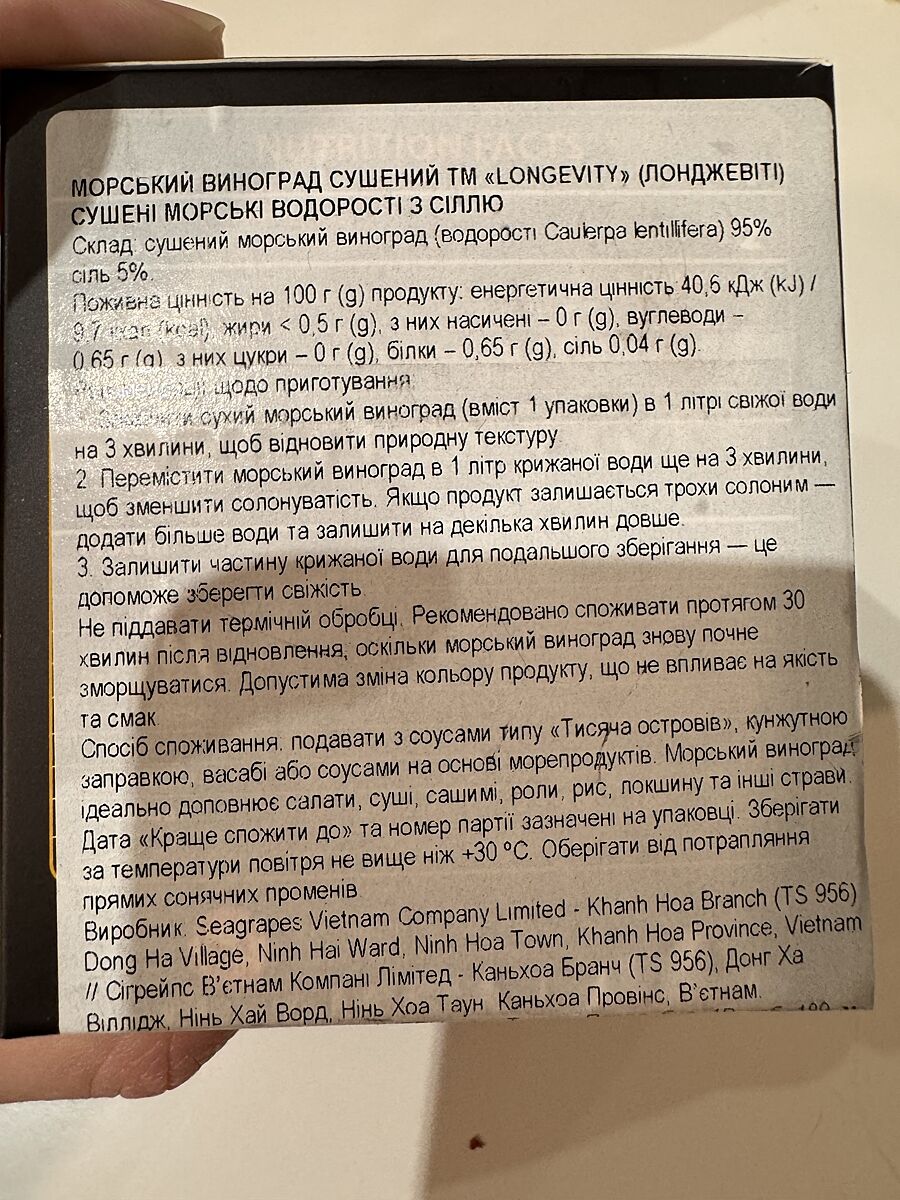 МОРСЬКИЙ ВИНОГРАД СУШЕНИЙ ТМ «LONGEVITY» (ЛОНДЖЕВІТІ)
СУШЕНІ МОРСЬКІ ВОДОРОСТІ З СІЛЛЮ
Склад: сушений морський виноград (водорості Caulerpa lentillifera) 95%
сіль 5%.
Поживна цінність на 100 г (g) продукту: енергетична цінність 40,6 кДж (kJ) /
9,7 ккал (kcal), жири < 0,5 г (g), з них насичені – 0 г (g), вуглеводи –
0,65 г (g), з них цукри – 0 г (g), білки – 0,65 г (g), сіль 0,04 г (g).
щодо приготування:
сухий морський виноград (вміст 1 упаковки) в 1 літрі свіжої води
на 3 хвилини, щоб відновити природну текстуру.
2. Перемістити морський виноград в 1 літр крижаної води ще на 3 хвилини,
щоб зменшити солонуватість. Якщо продукт залишається трохи солоним —
додати більше води та залишити на декілька хвилин довше.
3. Залишити частину крижаної води для подальшого зберігання — це
допоможе зберегти свіжість.
Не піддавати термічній обробці. Рекомендовано споживати протягом 30
хвилин після відновлення, оскільки морський виноград знову почне
зморщуватися. Допустима зміна кольору продукту, що не впливає на якість
та смак.
Спосіб споживання: подавати з соусами типу «Тисяча островів», кунжутною
заправкою, васабі або соусами на основі морепродуктів. Морський виноград
ідеально доповнює салати, суші, сашимі, роли, рис, локшину та інші страви.
Дата «Краще спожити до» та номер партії зазначені на упаковці. Зберігати
за температури повітря не вище ніж +30 °C. Оберігати від потрапляння
прямих сонячних променів.
Виробник: Seagrapes Vietnam Company Limited - Khanh Hoa Branch (TS 956)
Dong Ha Village, Ninh Hai Ward, Ninh Hoa Town, Khanh Hoa Province, Vietnam
// Сігрейпс В'єтнам Компані Лімітед - Каньхоа Бранч (TS 956), Донг Ха
Вілlідж, Нінь Хай Ворд, Нінь Хоа Таун, Каньхоа Провінс, В'єтнам.